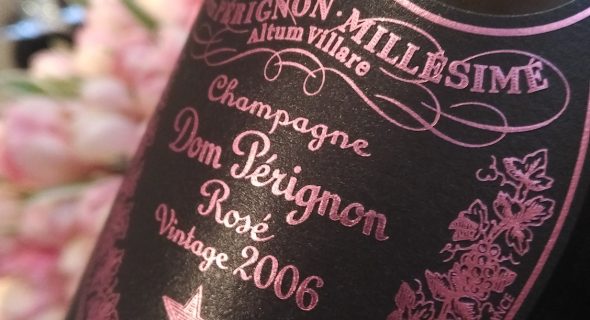 PÉRIGNON · MILLÉSIMÉ
Altum villare
Champagne
Dom Pérignon
Rosé
Vintage 2006